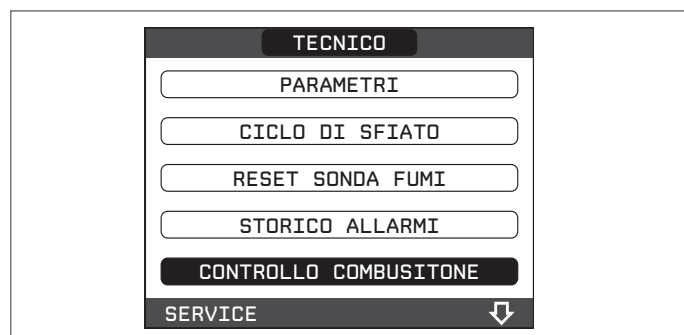 TECNICO
PARAMETRI
CICLO DI SFIATO
RESET SONDA FUMI
STORICO ALLARMI
CONTROLLO COMBUSITONE
SERVICE